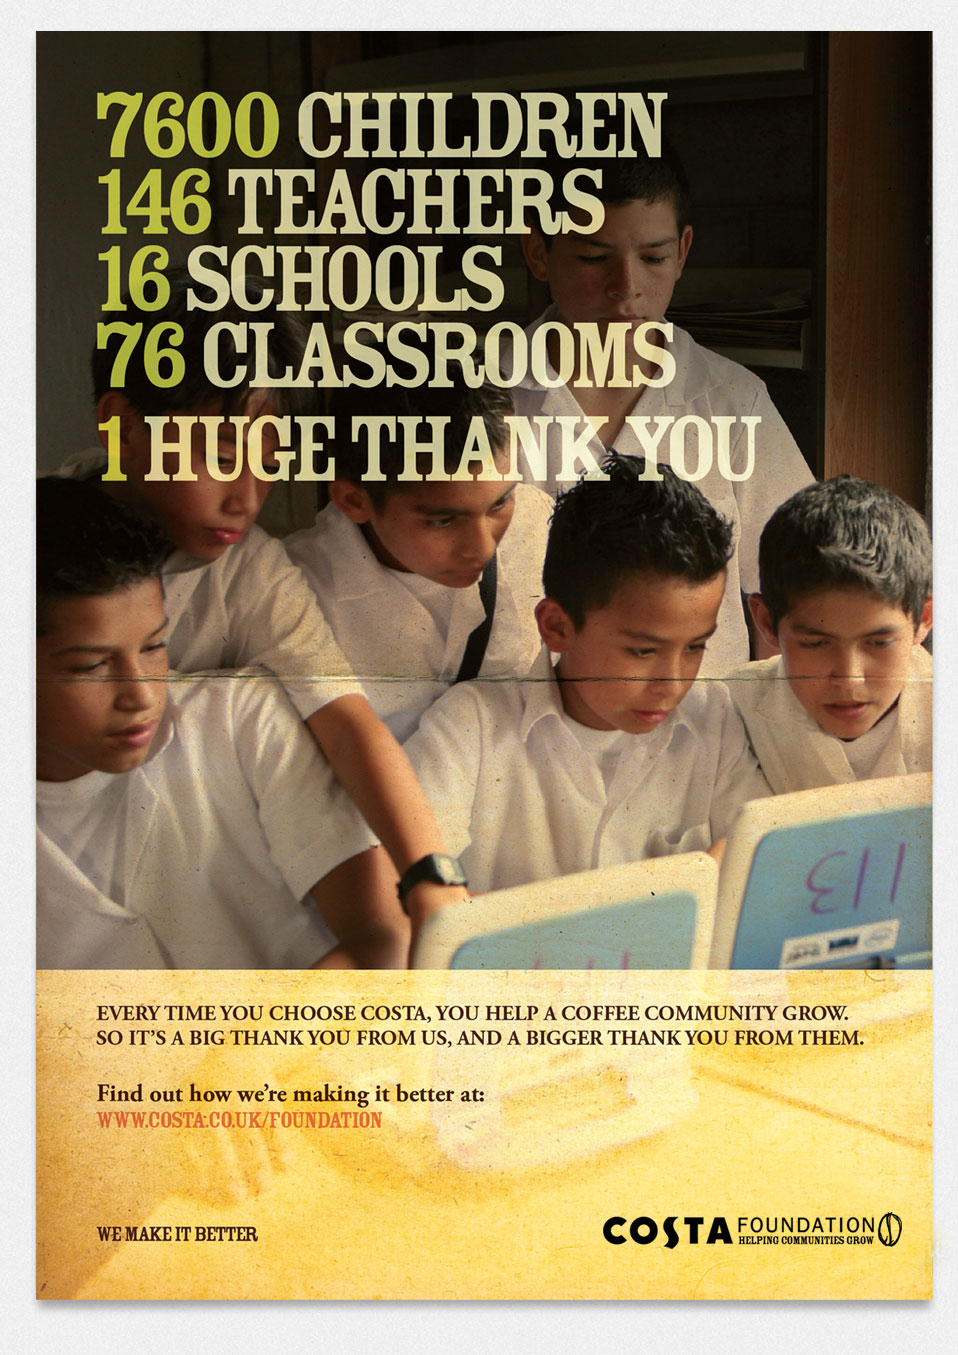 7600 CHILDREN
146 TEACHERS
16 SCHOOLS
76 CLASSROOMS
1 HUGE THANK YOU
113
EVERY TIME YOU CHOOSE COSTA, YOU HELP A COFFEE COMMUNITY GROW.
SO IT'S A BIG THANK YOU FROM US, AND A BIGGER THANK YOU FROM THEM.
Find out how we're making it better at:
WWW.COSTA.CO.UK/FOUNDATION
WE MAKE IT BETTER
COSTA FOUNDATION
HELPING COMMUNITIES GROW